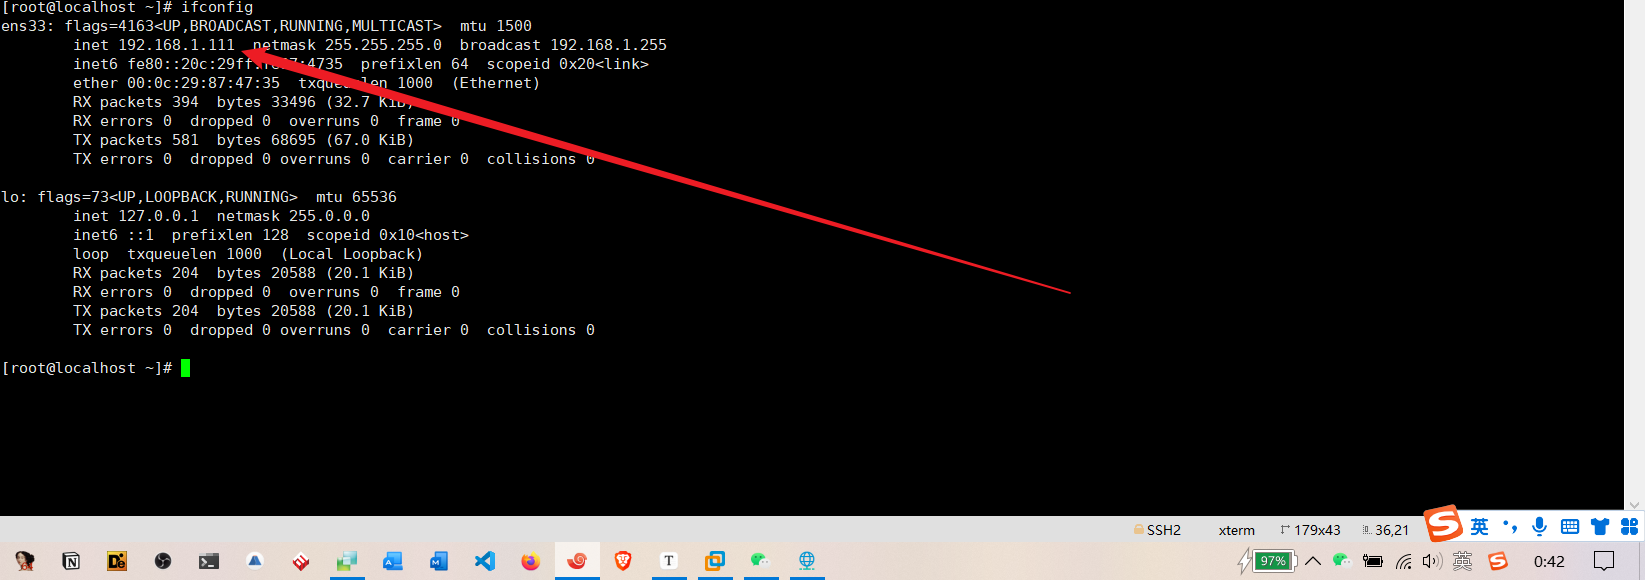 [root@localhost ~]# ifconfig
ens33: flags=4163<UP,BROADCAST,RUNNING,MULTICAST>  mtu 1500
        inet 192.168.1.111  netmask 255.255.255.0  broadcast 192.168.1.255
        inet6 fe80::20c:29ff:fe87:4735  prefixlen 64  scopeid 0x20<link>
        ether 00:0c:29:87:47:35  txqueuelen 1000  (Ethernet)
        RX packets 394  bytes 33496 (32.7 KiB)
        RX errors 0  dropped 0  overruns 0  frame 0
        TX packets 581  bytes 68695 (67.0 KiB)
        TX errors 0  dropped 0 overruns 0  carrier 0  collisions 0

lo: flags=73<UP,LOOPBACK,RUNNING>  mtu 65536
        inet 127.0.0.1  netmask 255.0.0.0
        inet6 ::1  prefixlen 128  scopeid 0x10<host>
        loop  txqueuelen 1000  (Local Loopback)
        RX packets 204  bytes 20588 (20.1 KiB)
        RX errors 0  dropped 0  overruns 0  frame 0
        TX packets 204  bytes 20588 (20.1 KiB)
        TX errors 0  dropped 0 overruns 0  carrier 0  collisions 0

[root@localhost ~]#
SSH2 xterm 179x43 36,21 S 英
N De A M T 97% 英 S 0:42